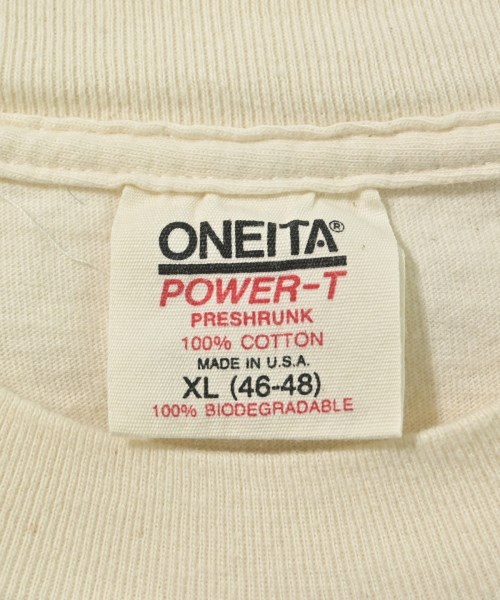 ONEITA®
POWER-T
PRESHRUNK
100% COTTON
MADE IN U.S.A.
XL (46-48)
100% BIODEGRADABLE